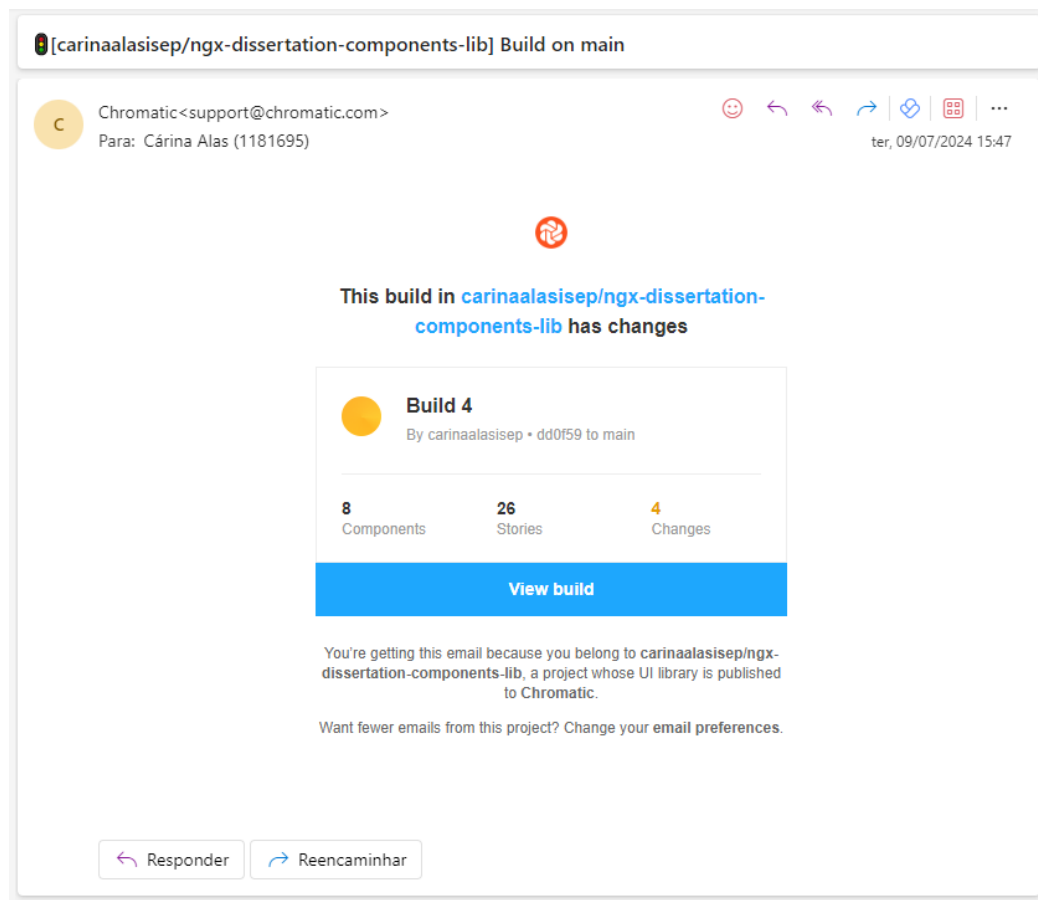 [carinaalasisep/ngx-dissertation-components-lib] Build on main
C
Chromatic<support@chromatic.com>
Para: Cárina Alas (1181695)
ter, 09/07/2024 15:47
This build in carinaalasisep/ngx-dissertation-
components-lib has changes
Build 4
By carinaalasisep • dd0f59 to main
8 26 4
Components Stories Changes
View build
You're getting this email because you belong to carinaalasisep/ngx-
dissertation-components-lib, a project whose UI library is published
to Chromatic.
Want fewer emails from this project? Change your email preferences.
Responder Reencaminhar